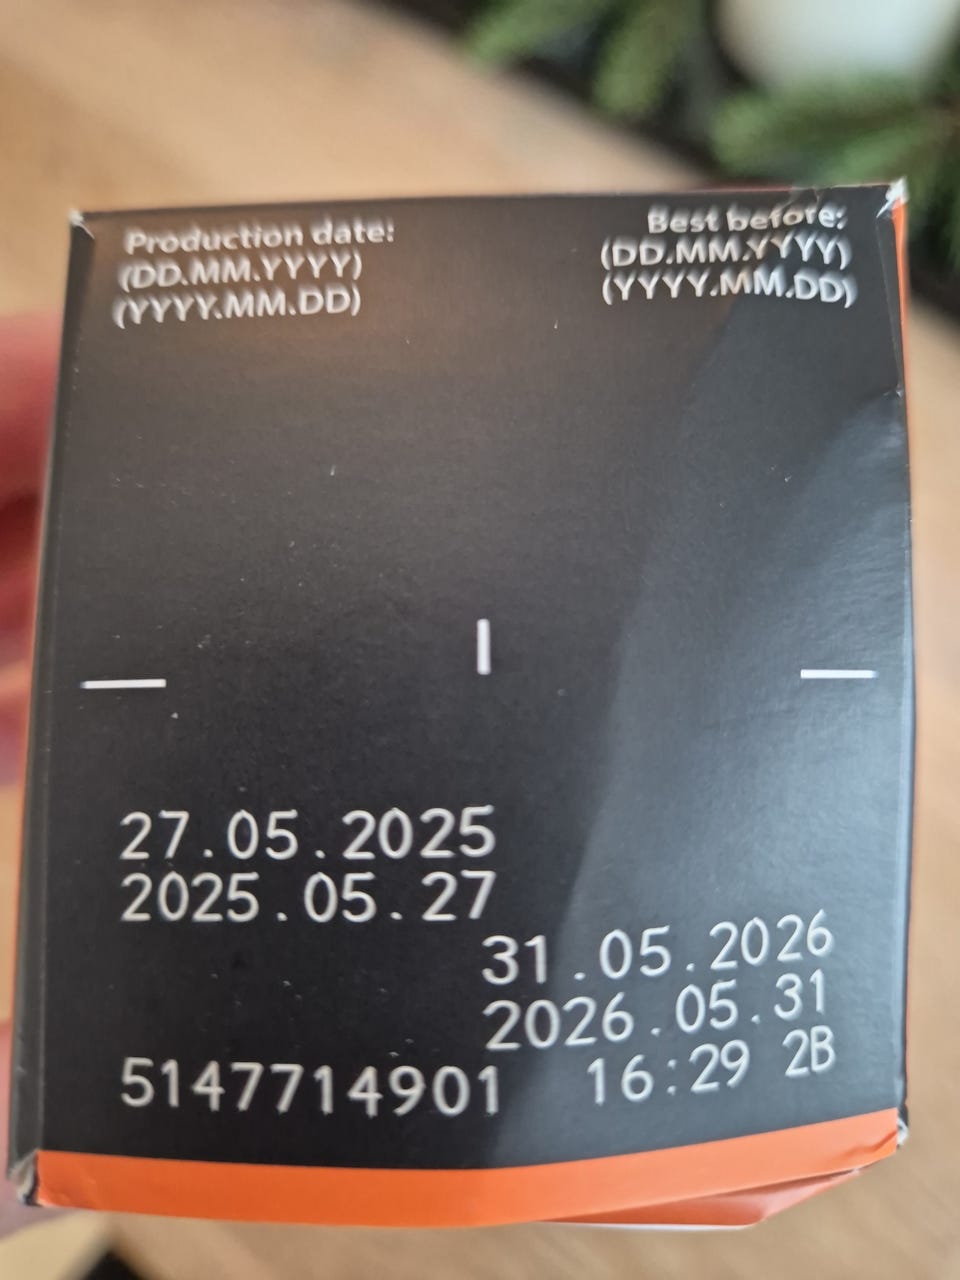 Production date:
(DD.MM.YYYY)
(YYYY.MM.DD)
Best before:
(DD.MM.YYYY)
(YYYY.MM.DD)
27.05.2025
2025.05.27
31.05.2026
2026.05.31
5147714901 16:29 2B